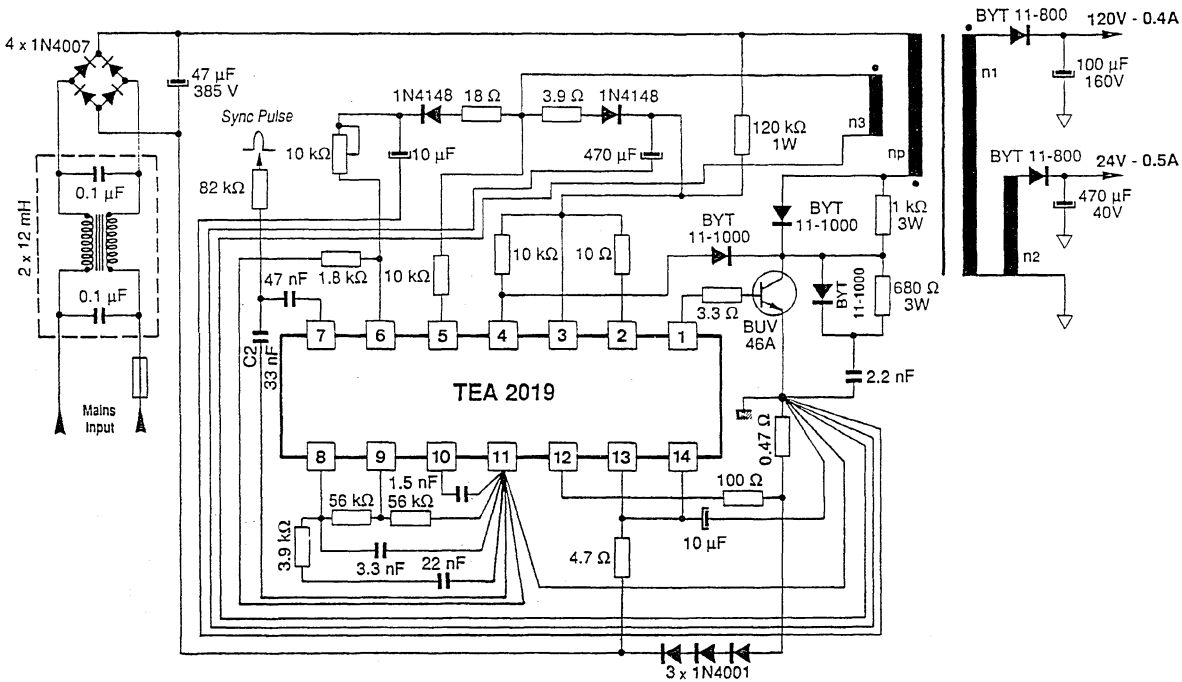 4 x 1N4007
47 µF
385 V
Sync Pulse
82 kΩ
1N4148
18 Ω
3.9 Ω
1N4148
10 kΩ
10 µF
470 µF
120 kΩ
1W
n3
np
n1
n2
BYT 11-800
120V - 0.4A
100 µF
160V
BYT 11-800
24V - 0.5A
470 µF
40V
0.1 µF
2 x 12 mH
0.1 µF
Mains
Input
1.8 kΩ
10 kΩ
10 kΩ
10 Ω
BYT
11-1000
BYT
11-1000
1 kΩ
3W
BYT
11-1000
680 Ω
3W
47 nF
C2
33 nF
3.3 Ω
BUV
46A
2.2 nF
7
6
5
4
3
2
1
TEA 2019
8
9
10
11
12
13
14
0.47 Ω
100 Ω
1.5 nF
56 kΩ
56 kΩ
3.9 kΩ
3.3 nF
22 nF
4.7 Ω
10 µF
3 x 1N4001